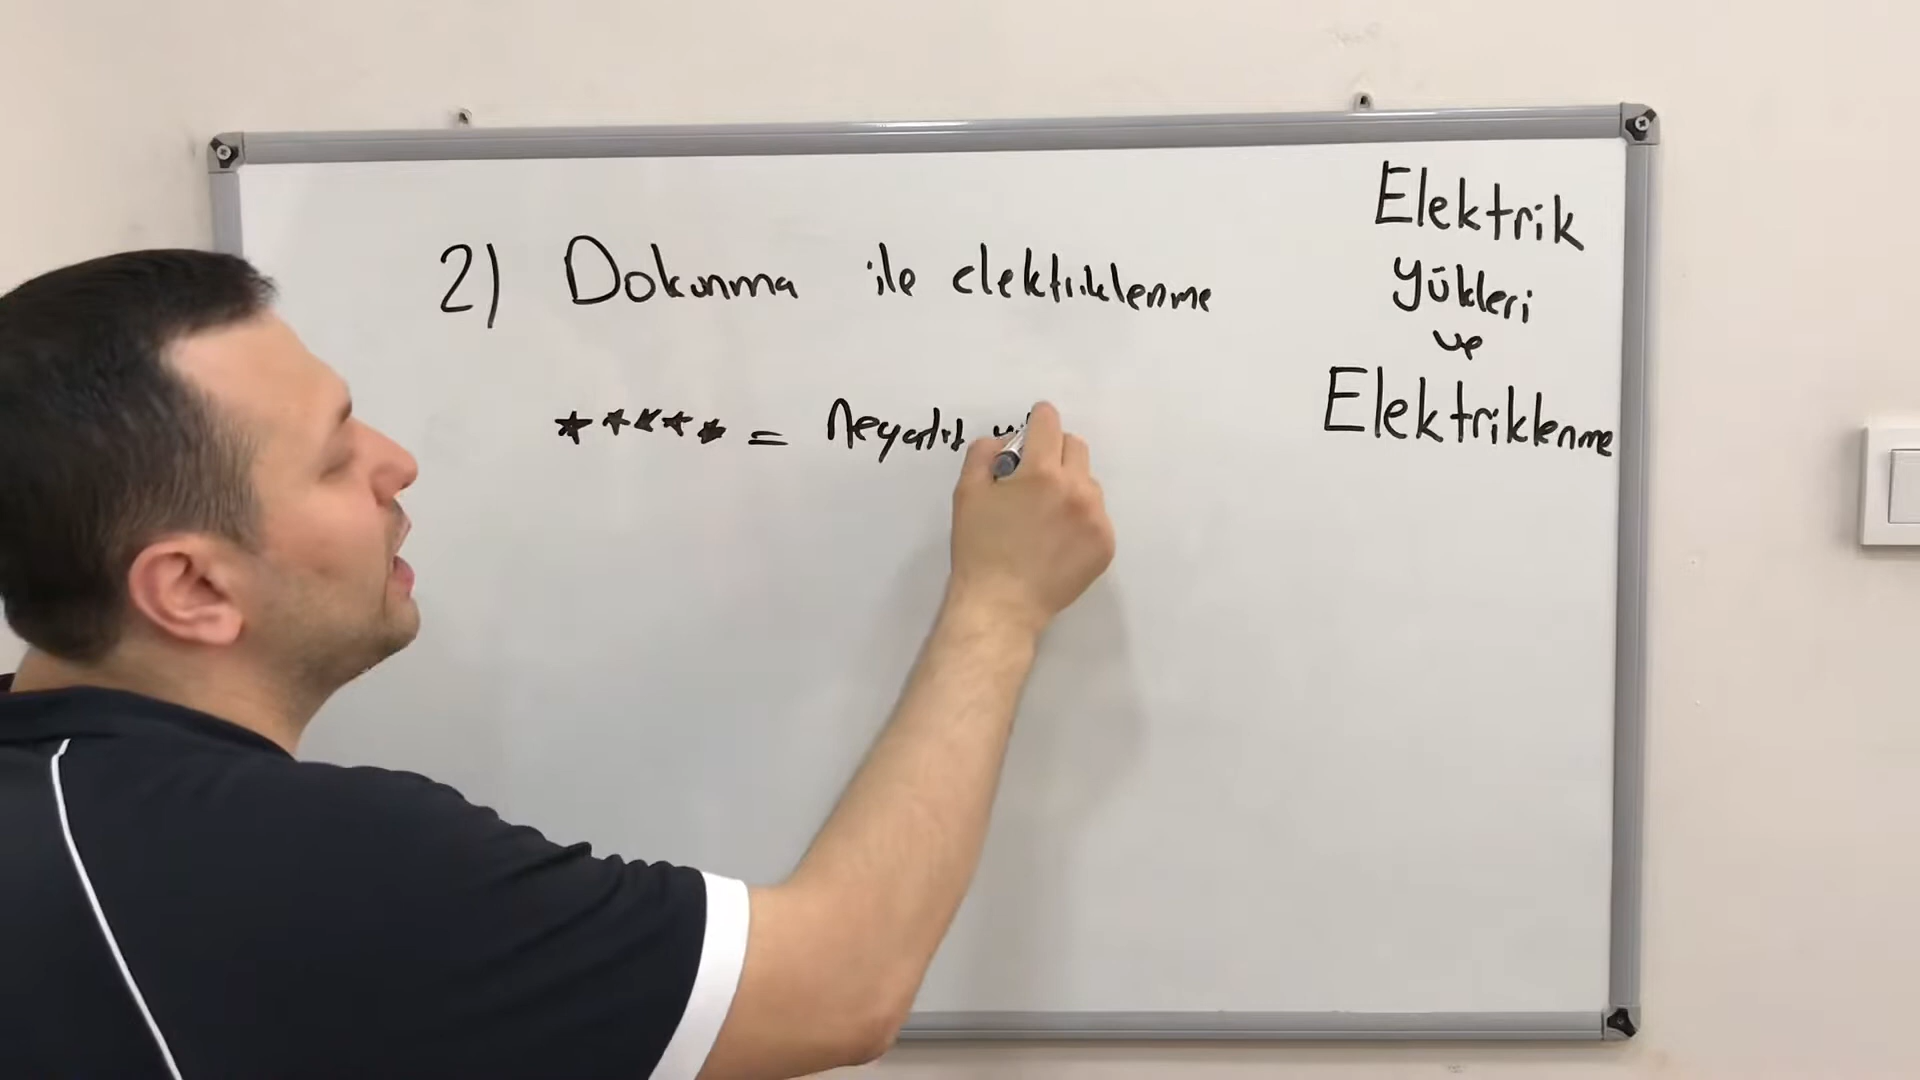 2) Dokunma ile elektriklenme
***** = Negatif
Elektrik
yükleri
ve
Elektriklenme